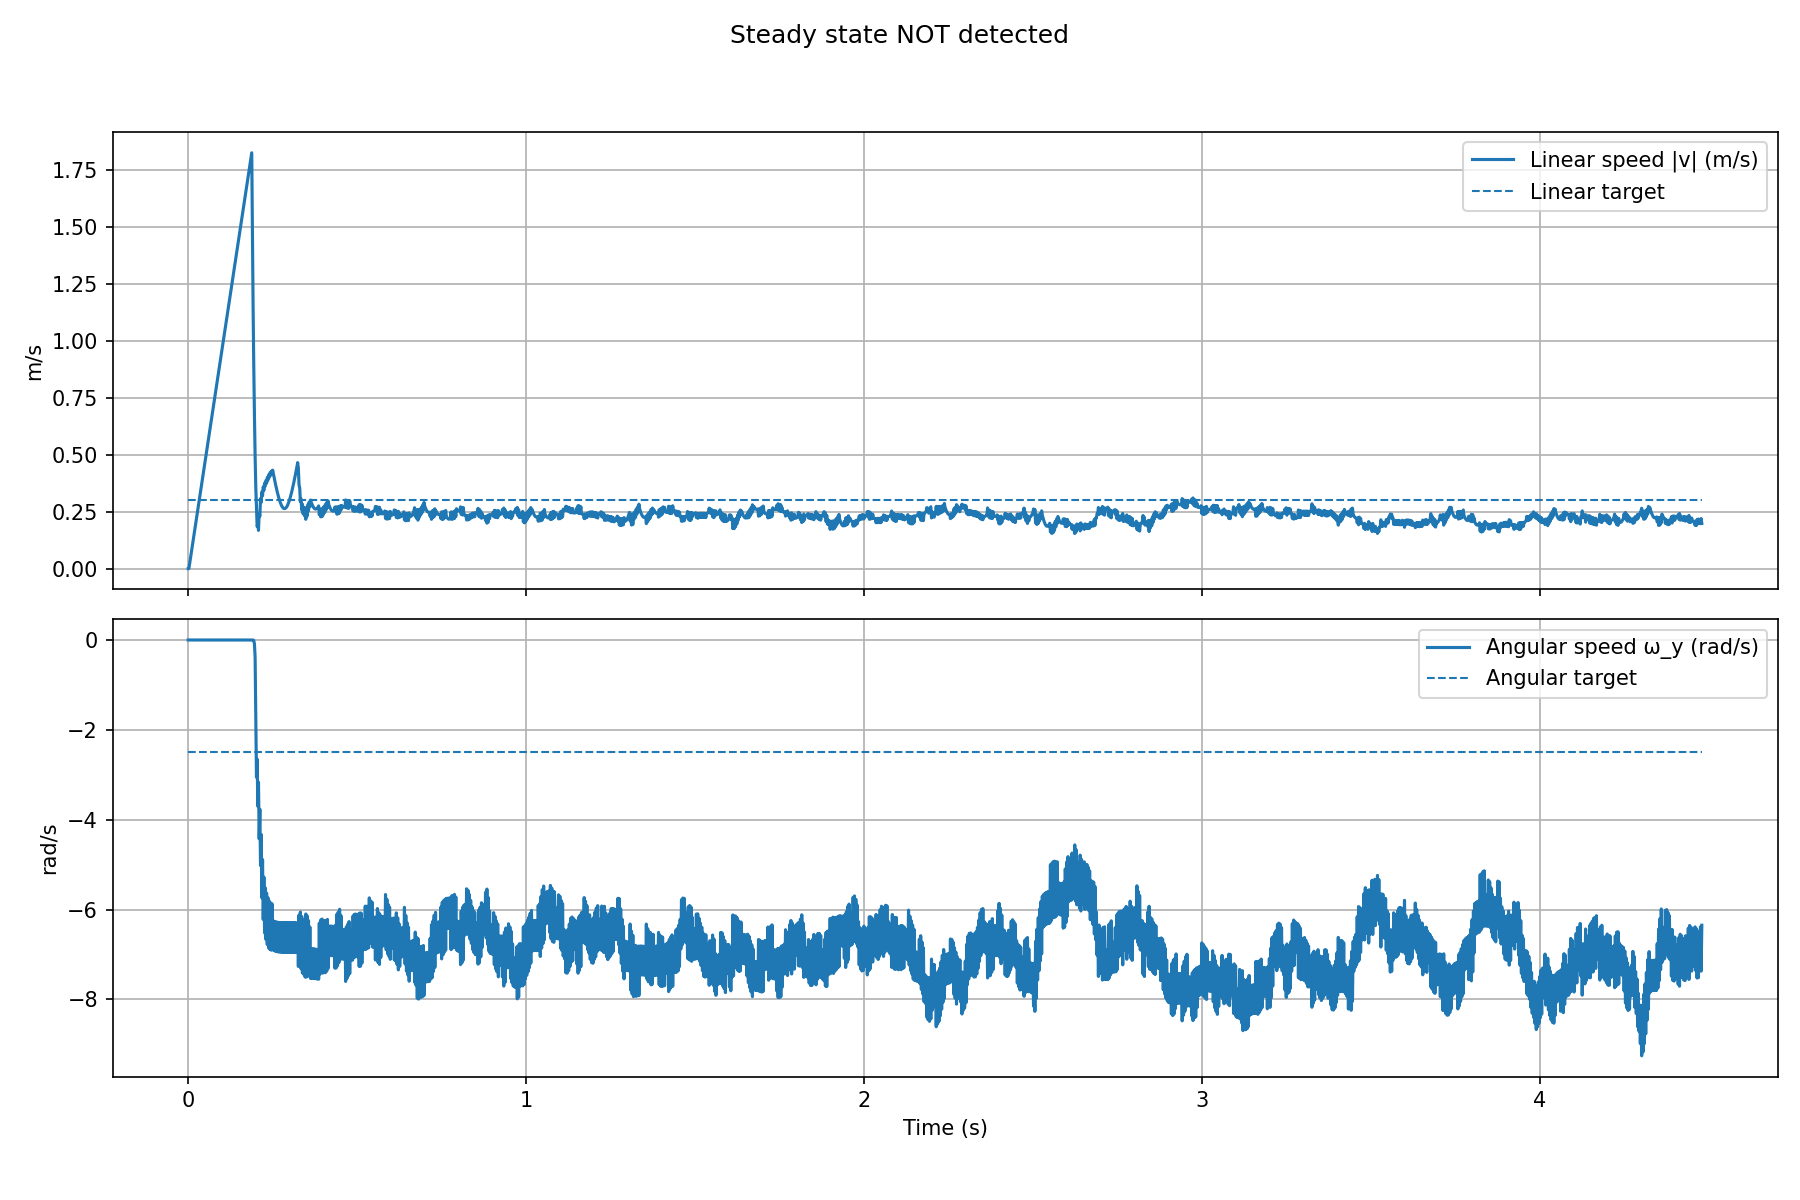 Steady state NOT detected
1.75
1.50
1.25
1.00
0.75
0.50
0.25
0.00
m/s
Linear speed |v| (m/s)
Linear target
0
−2
−4
−6
−8
rad/s
Angular speed ω_y (rad/s)
Angular target
0 1 2 3 4
Time (s)